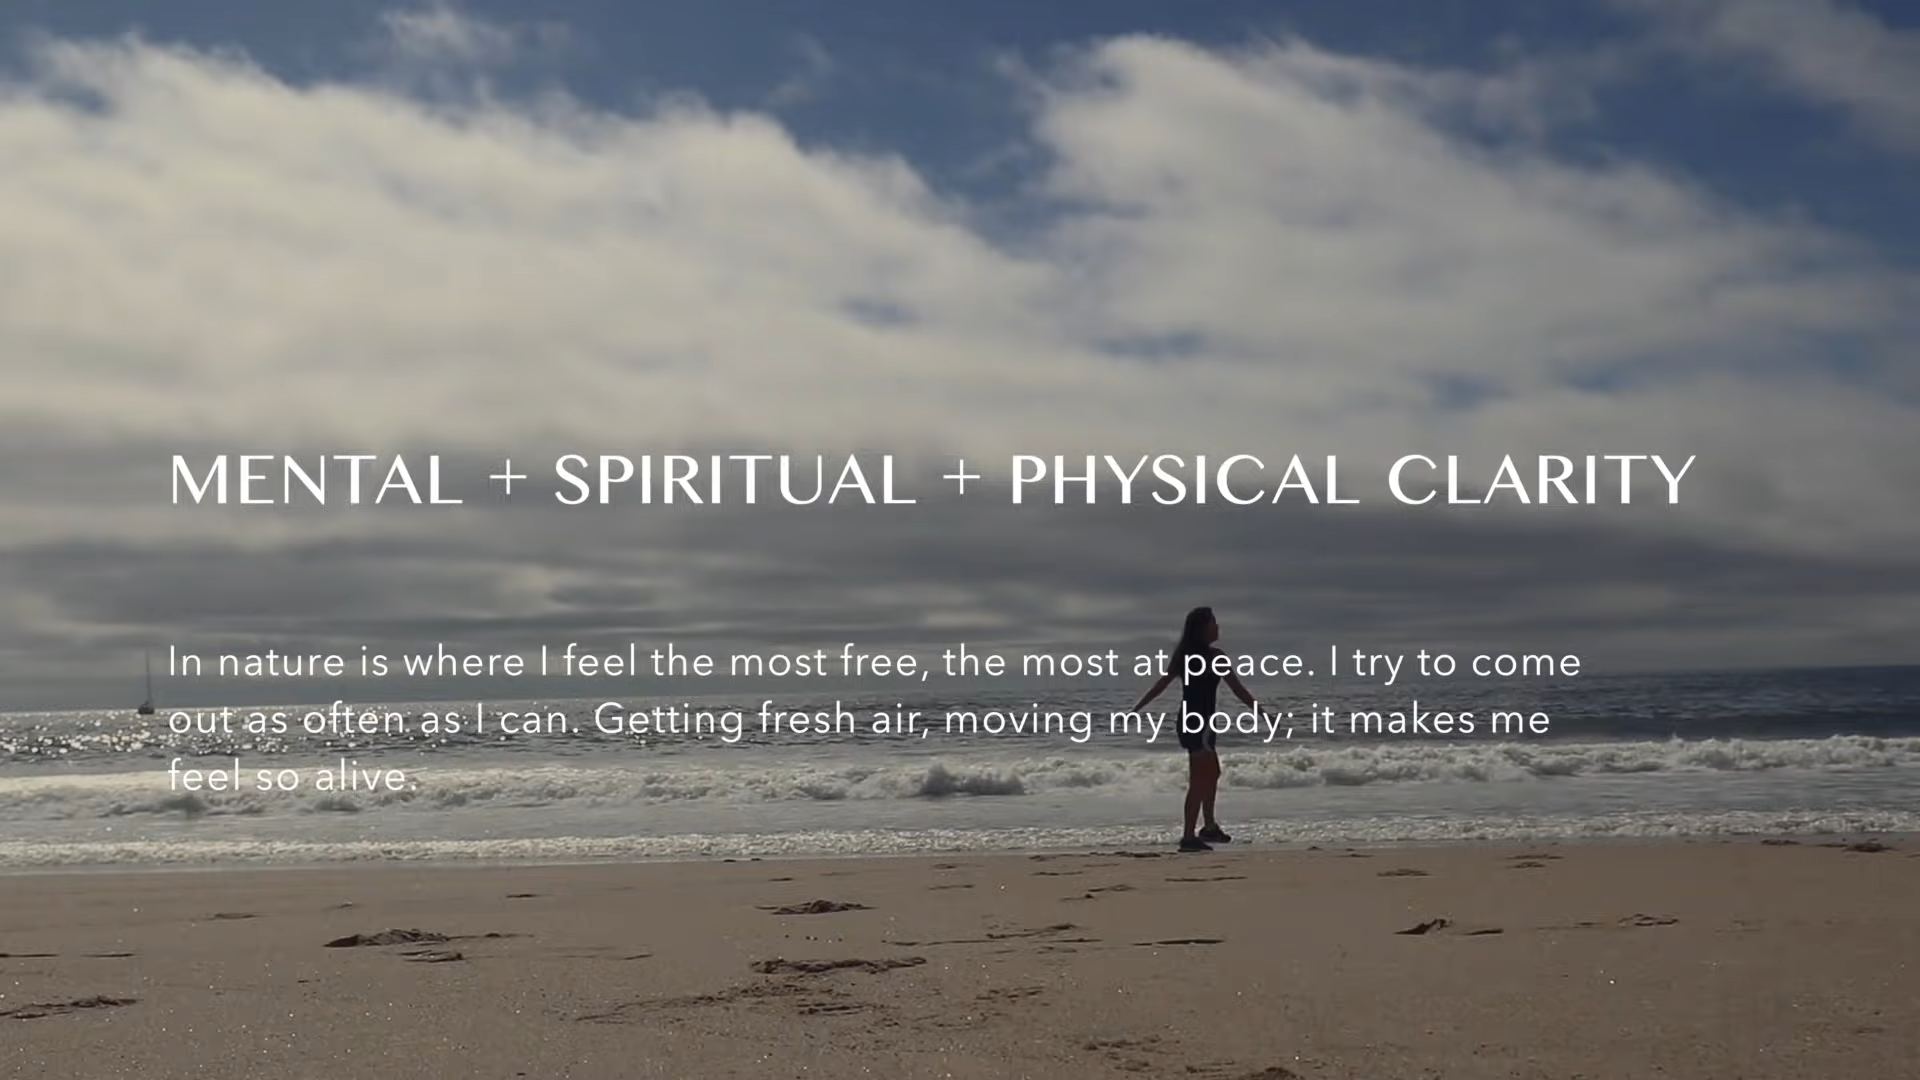 MENTAL + SPIRITUAL + PHYSICAL CLARITY
In nature is where I feel the most free, the most at peace. I try to come
out as often as I can. Getting fresh air, moving my body; it makes me
feel so alive.